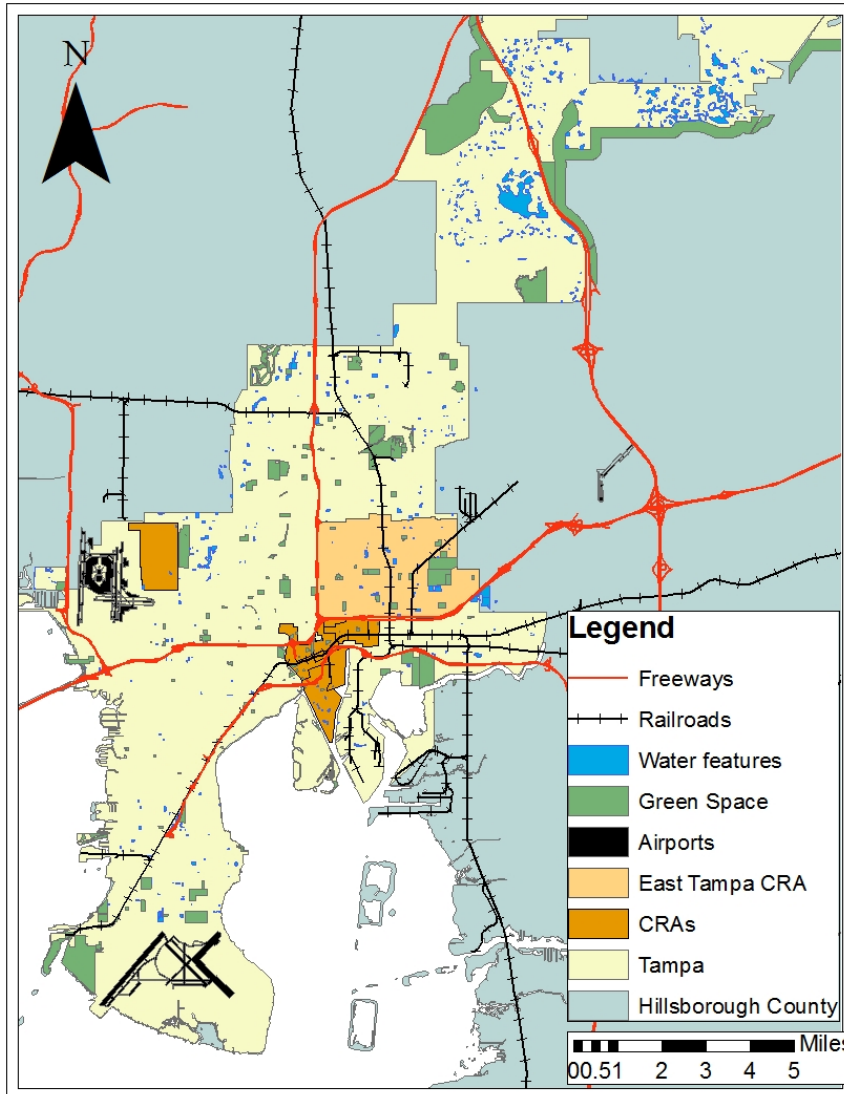 N
Legend
Freeways
Railroads
Water features
Green Space
Airports
East Tampa CRA
CRAs
Tampa
Hillsborough County
Miles
00.51 2 3 4 5